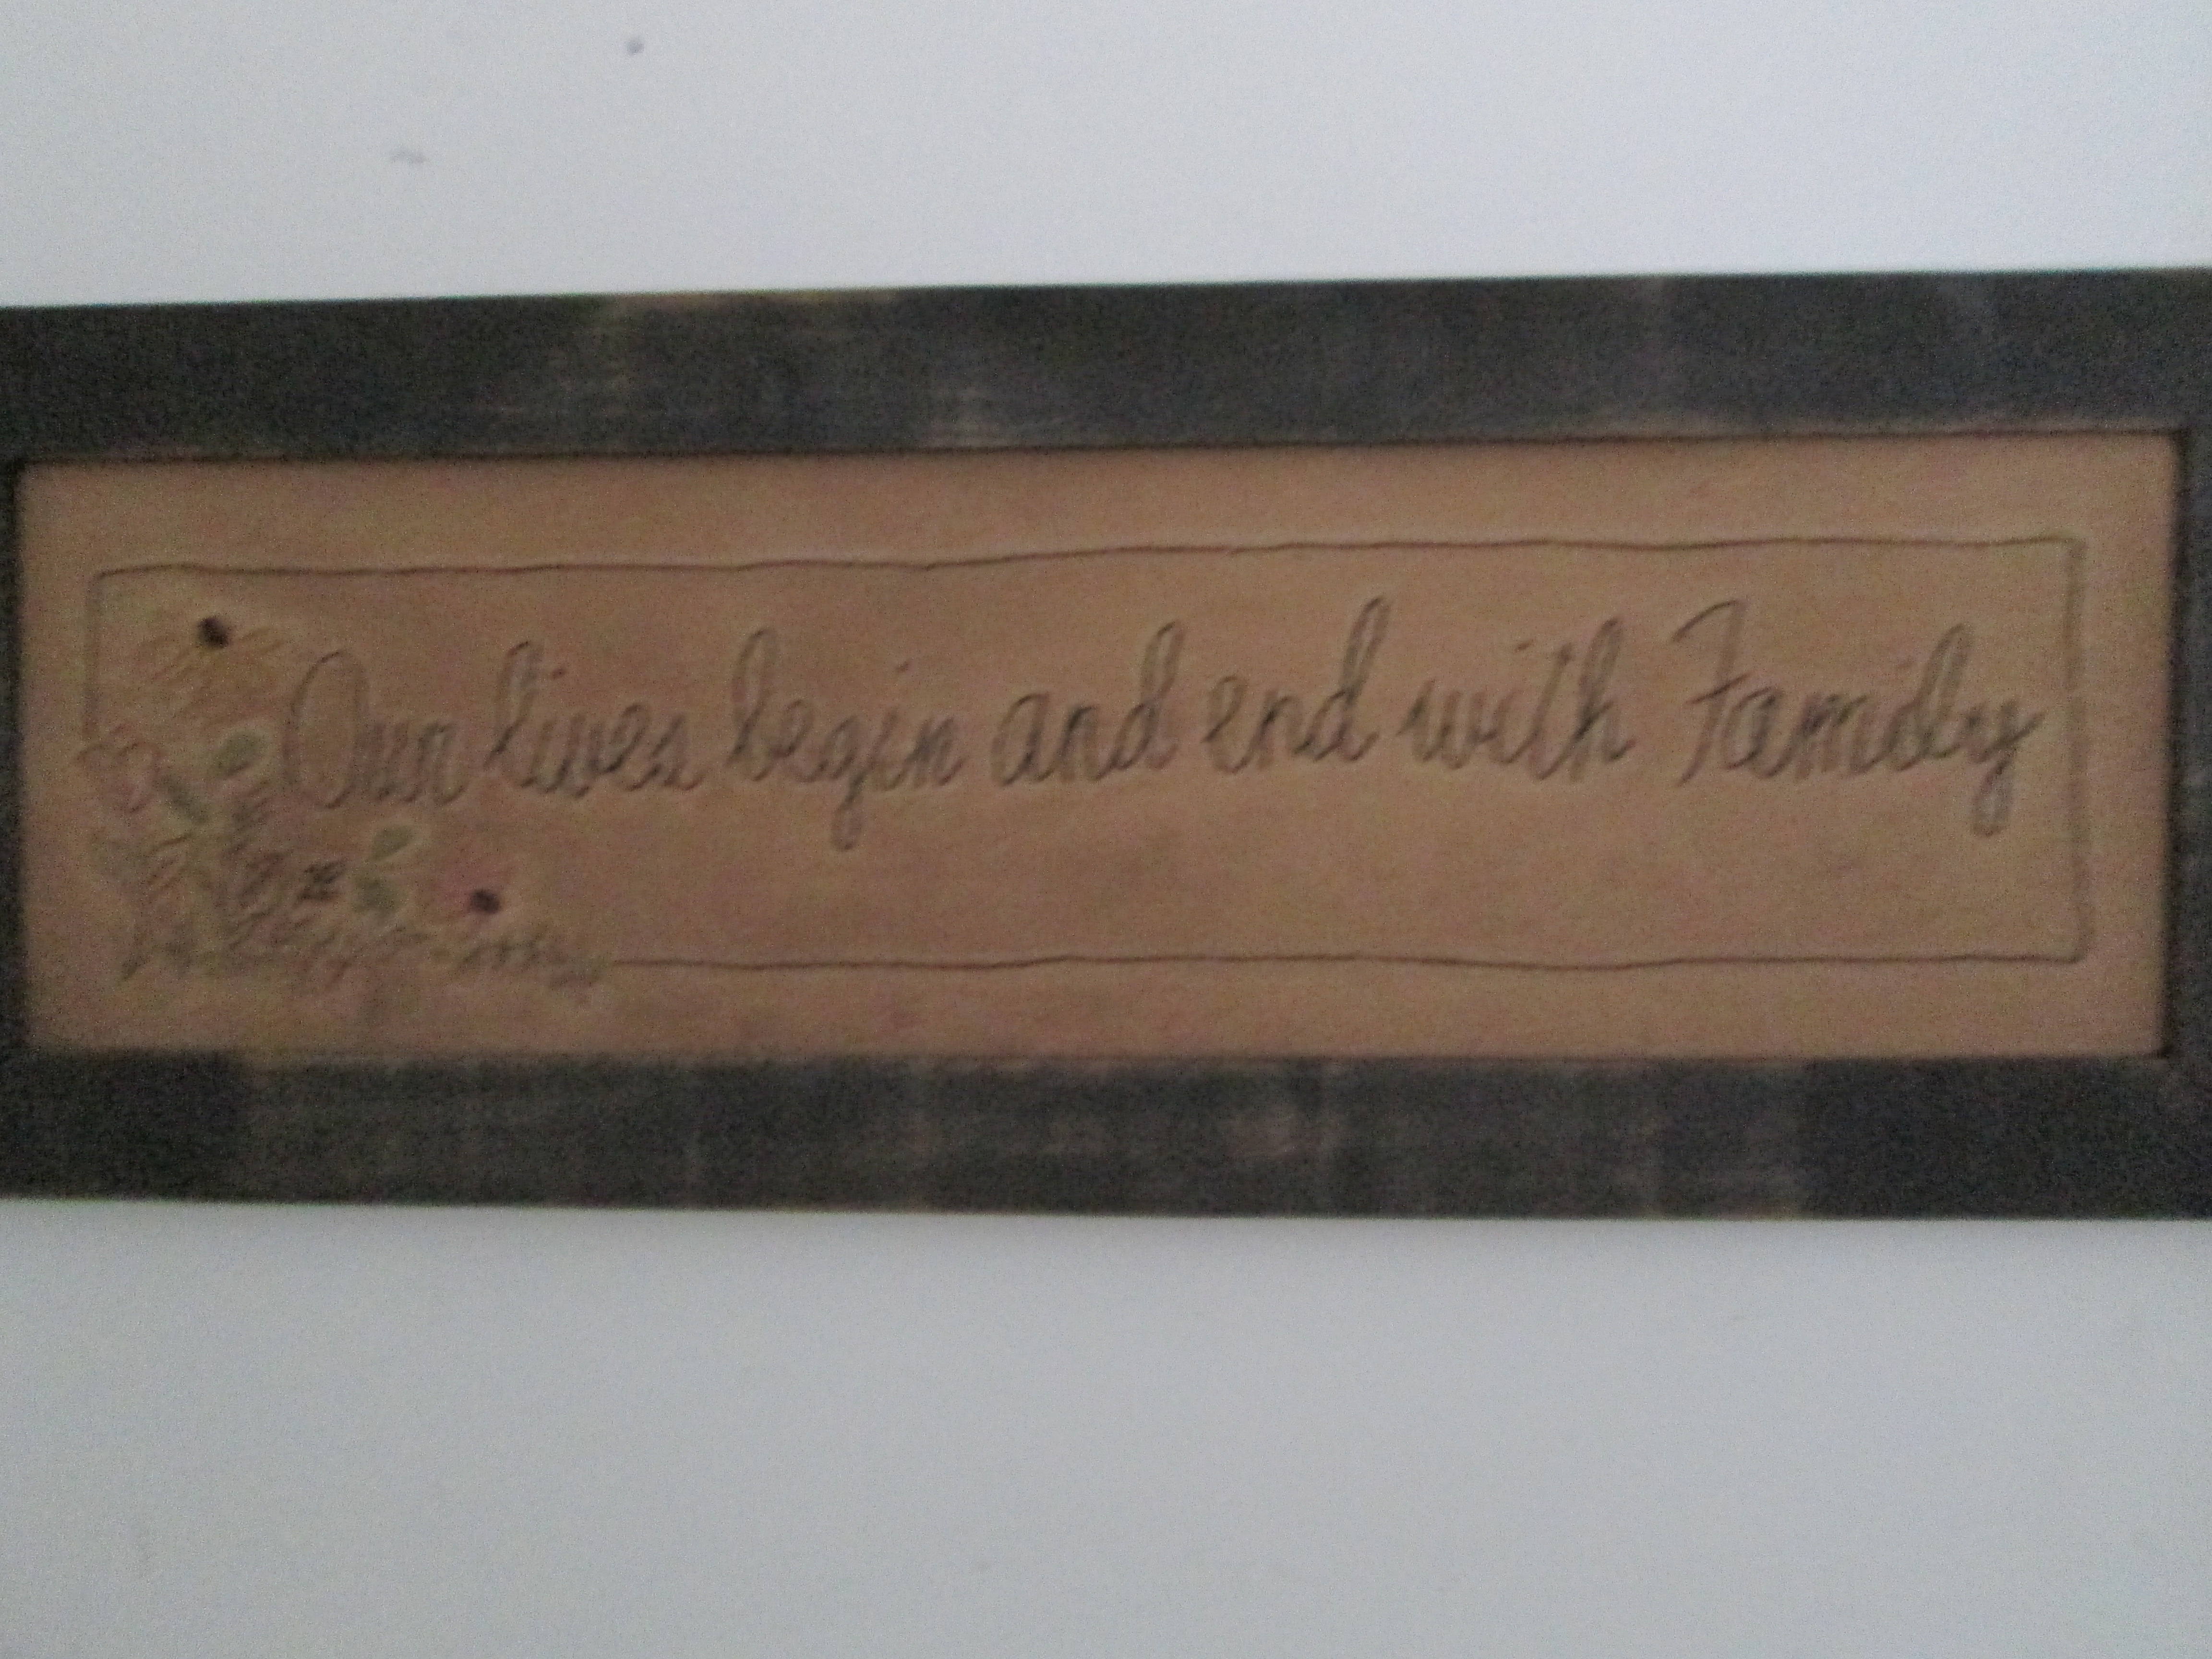 Our lives begin and end with Family